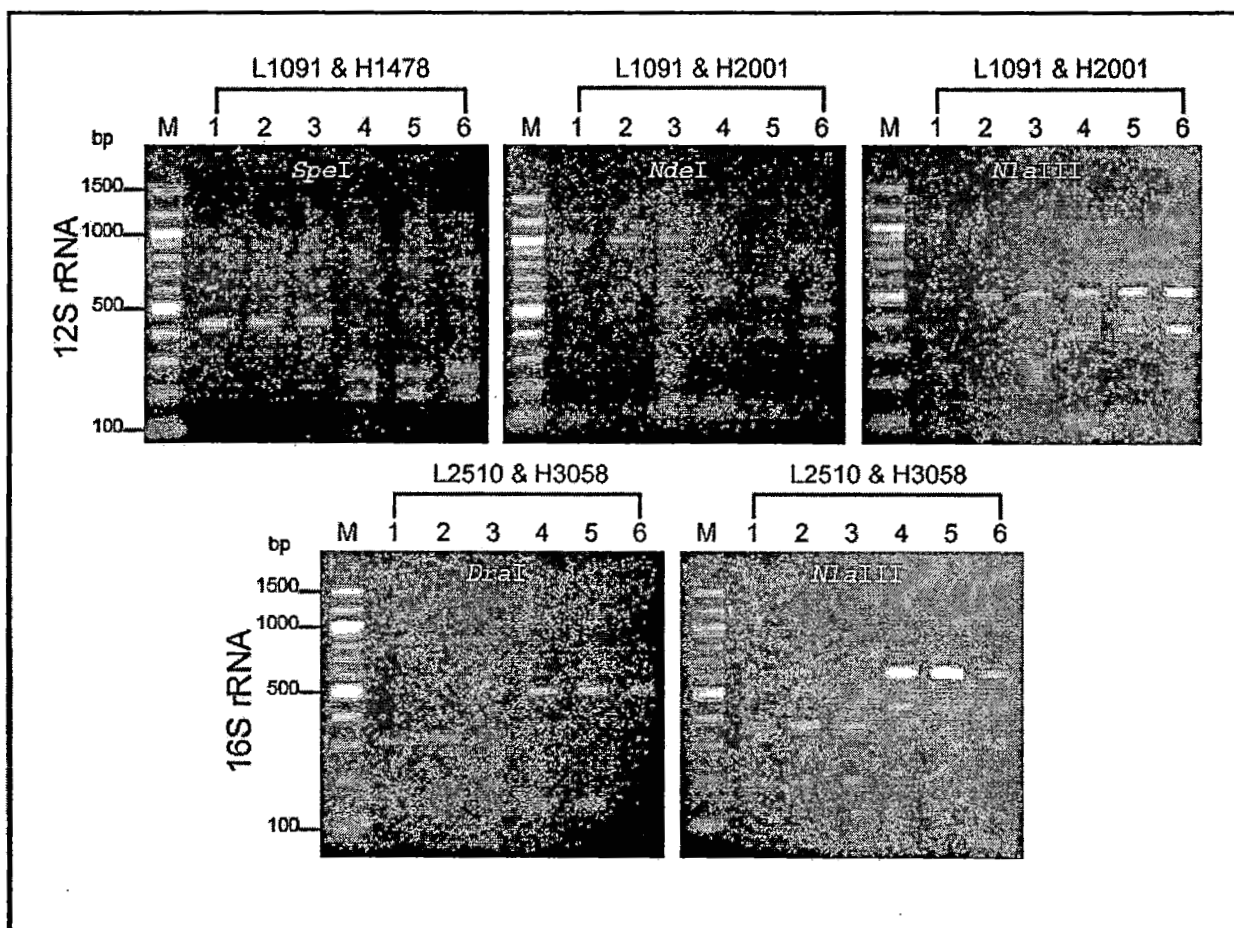 L1091 & H1478 L1091 & H2001 L1091 & H2001
bp M 1 2 3 4 5 6 M 1 2 3 4 5 6 M 1 2 3 4 5 6
SpeI NdeI NlaIII
1500
1000
500
100
12S rRNA
L2510 & H3058 L2510 & H3058
bp M 1 2 3 4 5 6 M 1 2 3 4 5 6
DraI NlaIII
1500
1000
500
100
16S rRNA